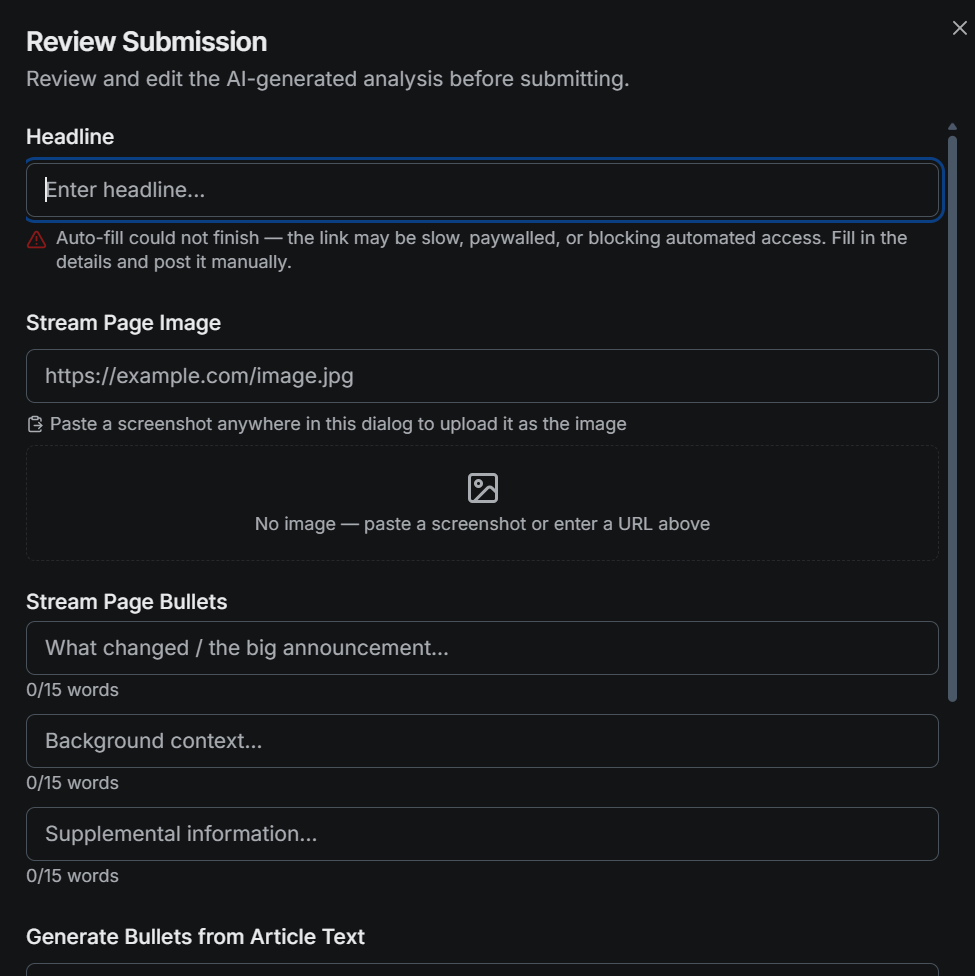 Review Submission
Review and edit the AI-generated analysis before submitting.
Headline
Enter headline...
Auto-fill could not finish — the link may be slow, paywalled, or blocking automated access. Fill in the
details and post it manually.
Stream Page Image
https://example.com/image.jpg
Paste a screenshot anywhere in this dialog to upload it as the image
No image — paste a screenshot or enter a URL above
Stream Page Bullets
What changed / the big announcement...
0/15 words
Background context...
0/15 words
Supplemental information...
0/15 words
Generate Bullets from Article Text